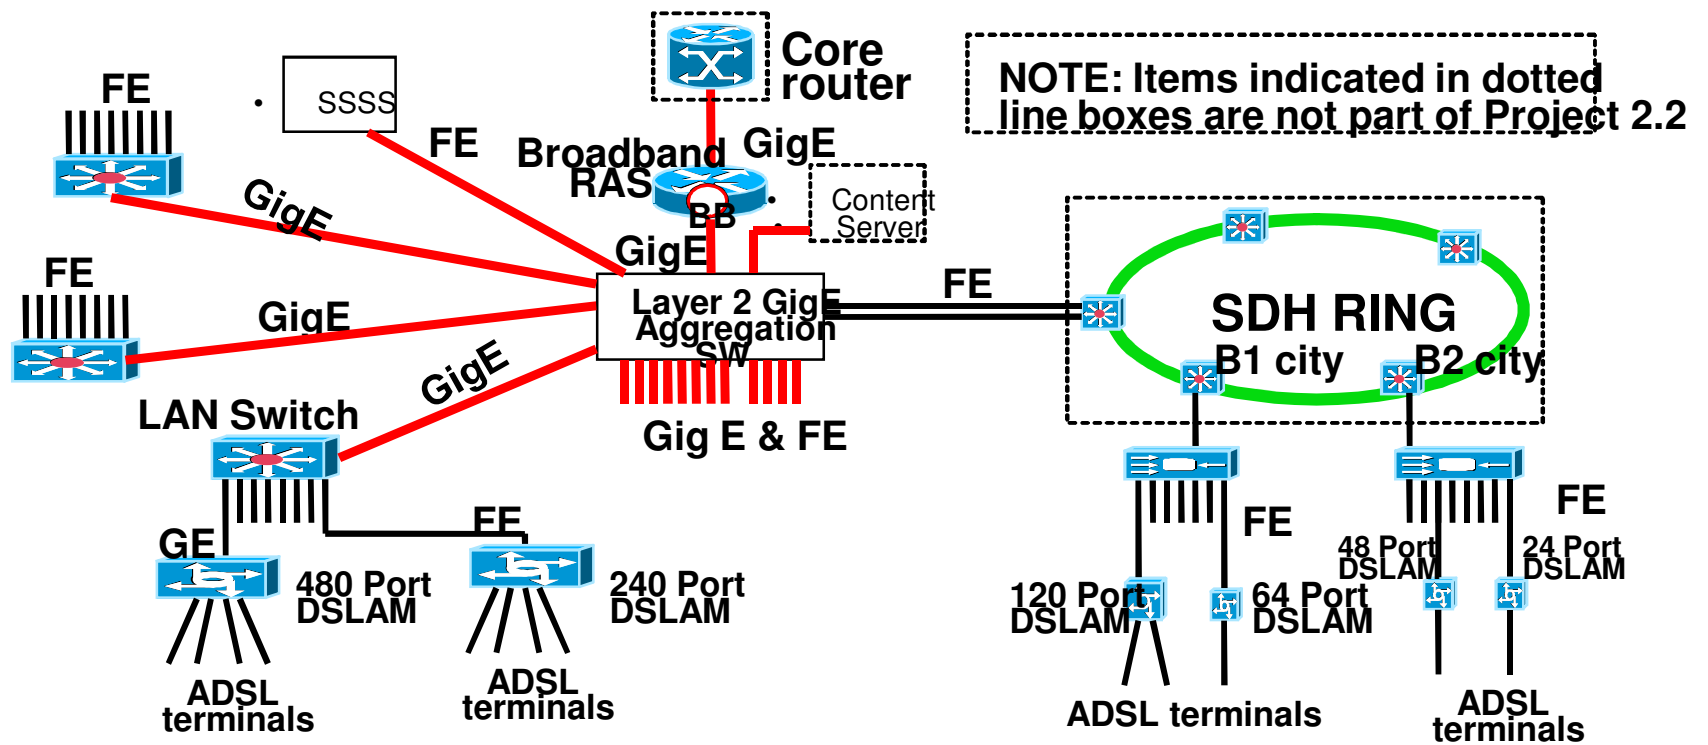 Core
router
NOTE: Items indicated in dotted
line boxes are not part of Project 2.2
FE
SSSS
FE
Broadband
RAS
GigE
BB
Content
Server
GigE
GigE
FE
GigE
Layer 2 GigE
Aggregation
SW
FE
SDH RING
B1 city
B2 city
GigE
LAN Switch
Gig E & FE
GE
FE
480 Port
DSLAM
240 Port
DSLAM
ADSL
terminals
ADSL
terminals
FE
FE
120 Port
DSLAM
64 Port
DSLAM
48 Port
DSLAM
24 Port
DSLAM
ADSL terminals
ADSL
terminals